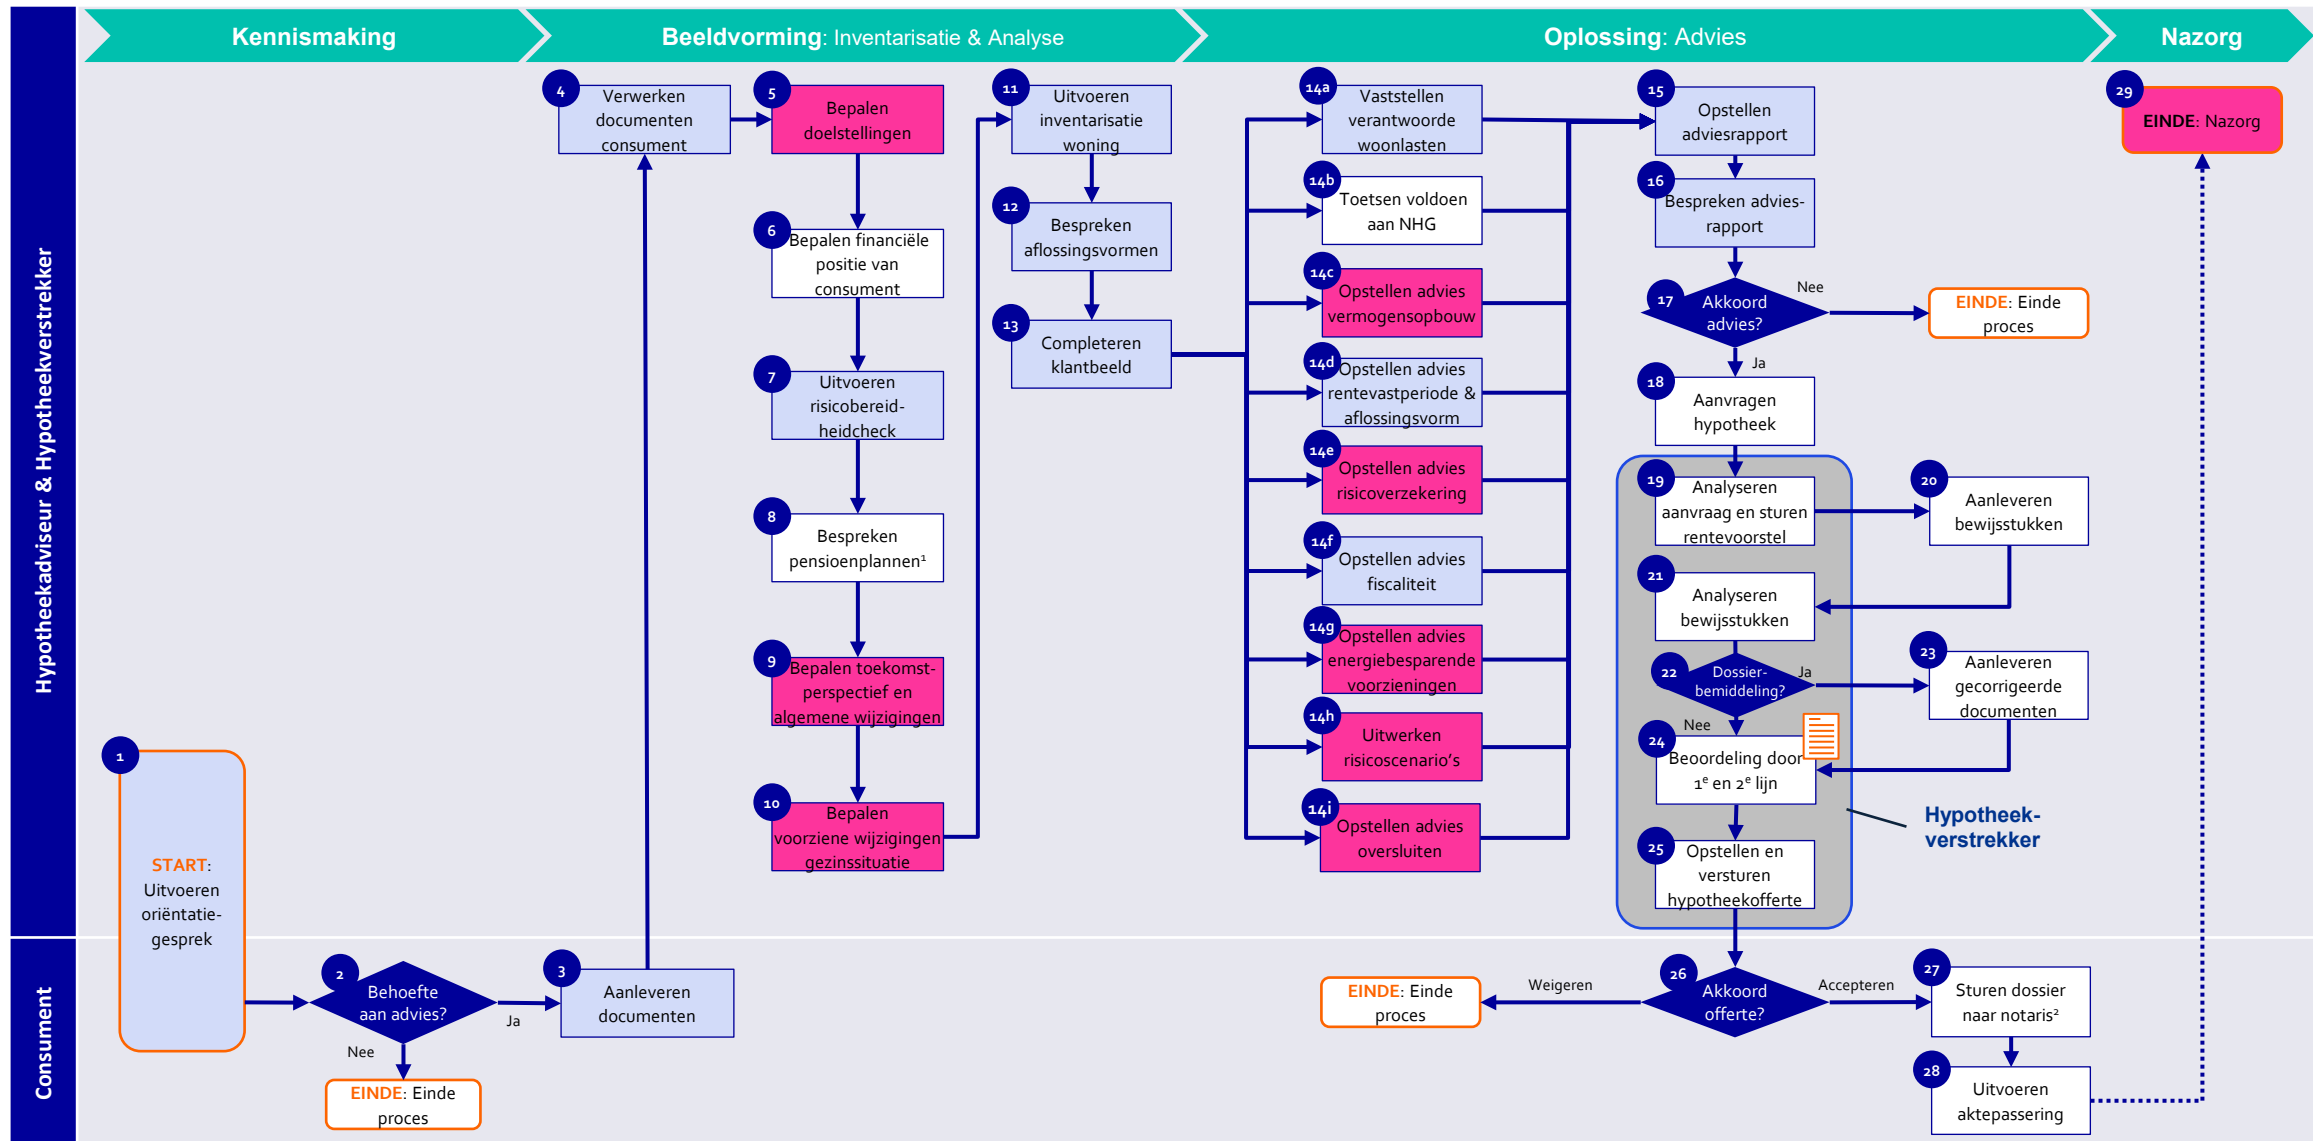 Kennismaking
Beeldvorming: Inventarisatie & Analyse
Oplossing: Advies
Nazorg
Hypotheekadviseur & Hypotheekverstrekker
Consument
1
START:
Uitvoeren
oriëntatie-
gesprek
2
Behoefte
aan advies?
Ja
Nee
EINDE: Einde
proces
3
Aanleveren
documenten
4
Verwerken
documenten
consument
5
Bepalen
doelstellingen
6
Bepalen financiële
positie van
consument
7
Uitvoeren
risicobereid-
heidcheck
8
Bespreken
pensioenplannen¹
9
Bepalen toekomst-
perspectief en
algemene wijzigingen
10
Bepalen
voorziene wijzigingen
gezinssituatie
11
Uitvoeren
inventarisatie
woning
12
Bespreken
aflossingsvormen
13
Completeren
klantbeeld
14a
Vaststellen
verantwoorde
woonlasten
14b
Toetsen voldoen
aan NHG
14c
Opstellen advies
vermogensopbouw
14d
Opstellen advies
rentevastperiode &
aflossingsvorm
14e
Opstellen advies
risicoverzekering
14f
Opstellen advies
fiscaliteit
14g
Opstellen advies
energiebesparende
voorzieningen
14h
Uitwerken
risicoscenario's
14i
Opstellen advies
oversluiten
15
Opstellen
adviesrapport
16
Bespreken advies-
rapport
17
Akkoord
advies?
Nee
EINDE: Einde
proces
Ja
18
Aanvragen
hypotheek
19
Analyseren
aanvraag en sturen
rentevoorstel
20
Aanleveren
bewijsstukken
21
Analyseren
bewijsstukken
22
Dossier-
bemiddeling?
Ja
Nee
23
Aanleveren
gecorrigeerde
documenten
24
Beoordeling door
1ᵉ en 2ᵉ lijn
Hypotheek-
verstrekker
25
Opstellen en
versturen
hypotheekofferte
26
Akkoord
offerte?
Weigeren
EINDE: Einde
proces
Accepteren
27
Sturen dossier
naar notaris²
28
Uitvoeren
aktepassering
29
EINDE: Nazorg